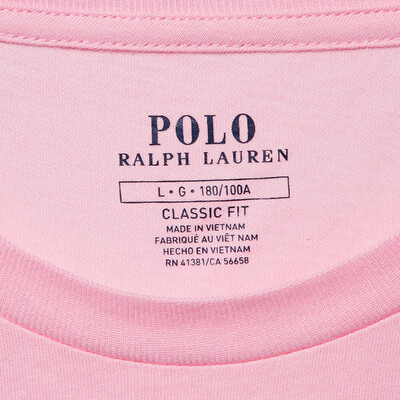 POLO
RALPH LAUREN
L • G • 180/100A
CLASSIC FIT
MADE IN VIETNAM
FABRIQUÉ AU VIÊT NAM
HECHO EN VIETNAM
RN 41381/CA 56658